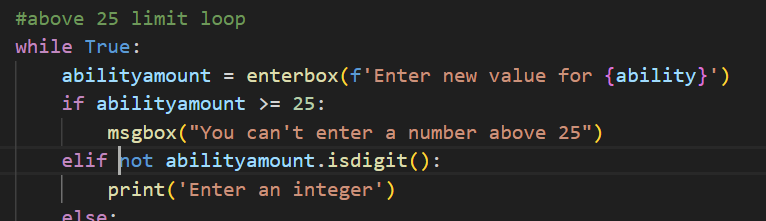 #above 25 limit loop
while True:
    abilityamount = enterbox(f'Enter new value for {ability}')
    if abilityamount >= 25:
        msgbox("You can't enter a number above 25")
    elif not abilityamount.isdigit():
        print('Enter an integer')
    else: